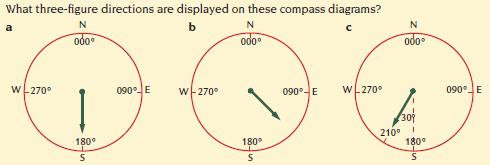 What three-figure directions are displayed on these compass diagrams?
a b c
N N N
000° 000° 000°
W 270° 090° E W 270° 090° E W 270° 090° E
30°
210°
180° 180° 180°
S S S